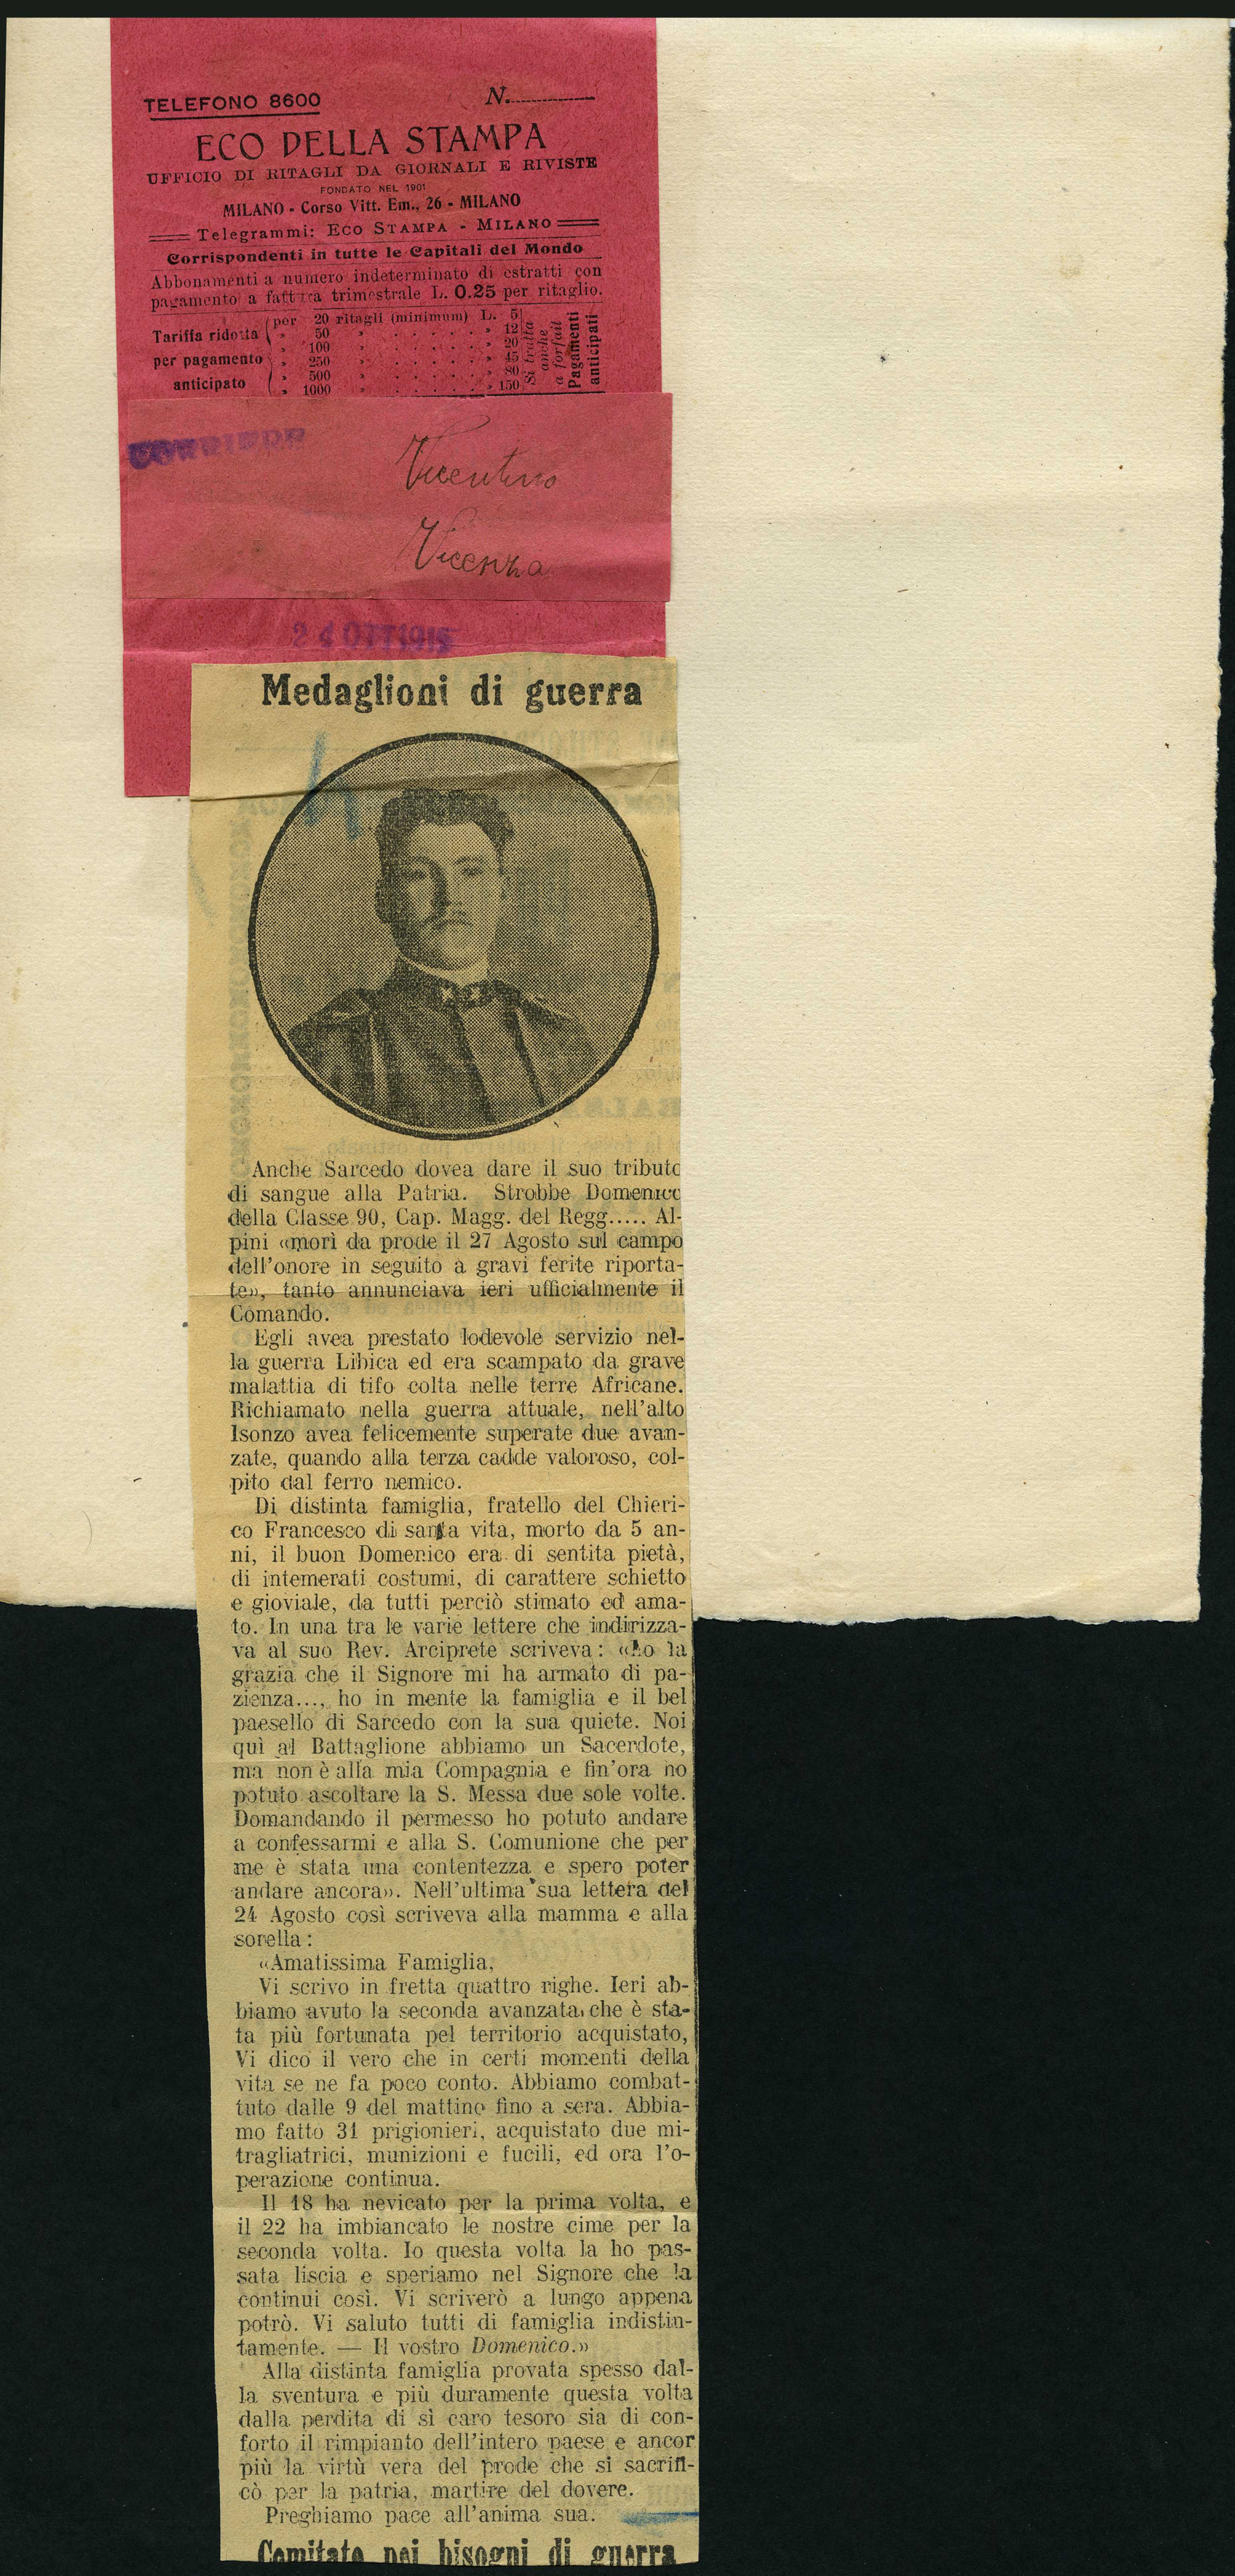 TELEFONO 8600 N.
ECO DELLA STAMPA
UFFICIO DI RITAGLI DA GIORNALI E RIVISTE
FONDATO NEL 1901
MILANO - Corso Vitt. Em., 26 - MILANO
Telegrammi: ECO STAMPA - MILANO
Corrispondenti in tutte le Capitali del Mondo
Abbonamenti a numero indeterminato di estratti con
pagamento a fattura trimestrale L. 0.25 per ritaglio.
Tariffa ridotta per pagamento anticipato
per 20 ritagli (minimum) L. 5
» 50 » . . . . . . » 12
» 100 » . . . . . . » 20
» 250 » . . . . . . » 45
» 500 » . . . . . . » 80
» 1000 » . . . . . . » 150
Si tratta anche a forfait
Pagamenti anticipati
CORRIERE
Vicentino
Vicenza
24 OTT 1915
Medaglioni di guerra
Anche Sarcedo dovea dare il suo tributo
di sangue alla Patria. Strobbe Domenico
della Classe 90, Cap. Magg. del Regg..... Al-
pini «morì da prode il 27 Agosto sul campo
dell'onore in seguito a gravi ferite riporta-
te», tanto annunciava ieri ufficialmente il
Comando.
Egli avea prestato lodevole servizio nel-
la guerra Libica ed era scampato da grave
malattia di tifo colta nelle terre Africane.
Richiamato nella guerra attuale, nell'alto
Isonzo avea felicemente superate due avan-
zate, quando alla terza cadde valoroso, col-
pito dal ferro nemico.
Di distinta famiglia, fratello del Chieri-
co Francesco di santa vita, morto da 5 an-
ni, il buon Domenico era di sentita pietà,
di intemerati costumi, di carattere schietto
e gioviale, da tutti perciò stimato ed ama-
to. In una tra le varie lettere che indirizza-
va al suo Rev. Arciprete scriveva: «Ho la
grazia che il Signore mi ha armato di pa-
zienza..., ho in mente la famiglia e il bel
paesello di Sarcedo con la sua quiete. Noi
quì al Battaglione abbiamo un Sacerdote,
ma non è alla mia Compagnia e fin'ora ho
potuto ascoltare la S. Messa due sole volte.
Domandando il permesso ho potuto andare
a confessarmi e alla S. Comunione che per
me è stata una contentezza e spero poter
andare ancora». Nell'ultima sua lettera del
24 Agosto così scriveva alla mamma e alla
sorella:
«Amatissima Famiglia,
Vi scrivo in fretta quattro righe. Ieri ab-
biamo avuto la seconda avanzata, che è sta-
ta più fortunata pel territorio acquistato,
Vi dico il vero che in certi momenti della
vita se ne fa poco conto. Abbiamo combat-
tuto dalle 9 del mattino fino a sera. Abbia-
mo fatto 31 prigionieri, acquistato due mi-
tragliatrici, munizioni e fucili, ed ora l'o-
perazione continua.
Il 18 ha nevicato per la prima volta, e
il 22 ha imbiancato le nostre cime per la
seconda volta. Io questa volta la ho pas-
sata liscia e speriamo nel Signore che la
continui così. Vi scriverò a lungo appena
potrò. Vi saluto tutti di famiglia indistin-
tamente. — Il vostro Domenico.»
Alla distinta famiglia provata spesso dal-
la sventura e più duramente questa volta
dalla perdita di sì caro tesoro sia di con-
forto il rimpianto dell'intero paese e ancor
più la virtù vera del prode che si sacrifi-
cò per la patria, martire del dovere.
Preghiamo pace all'anima sua.
Comitato pei bisogni di guerra